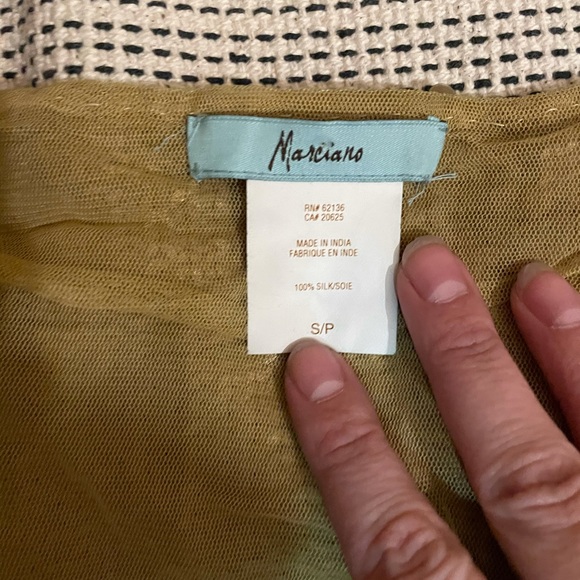 Marciano
RN# 62136
CA# 20625
MADE IN INDIA
FABRIQUE EN INDE
100% SILK/SOIE
S/P